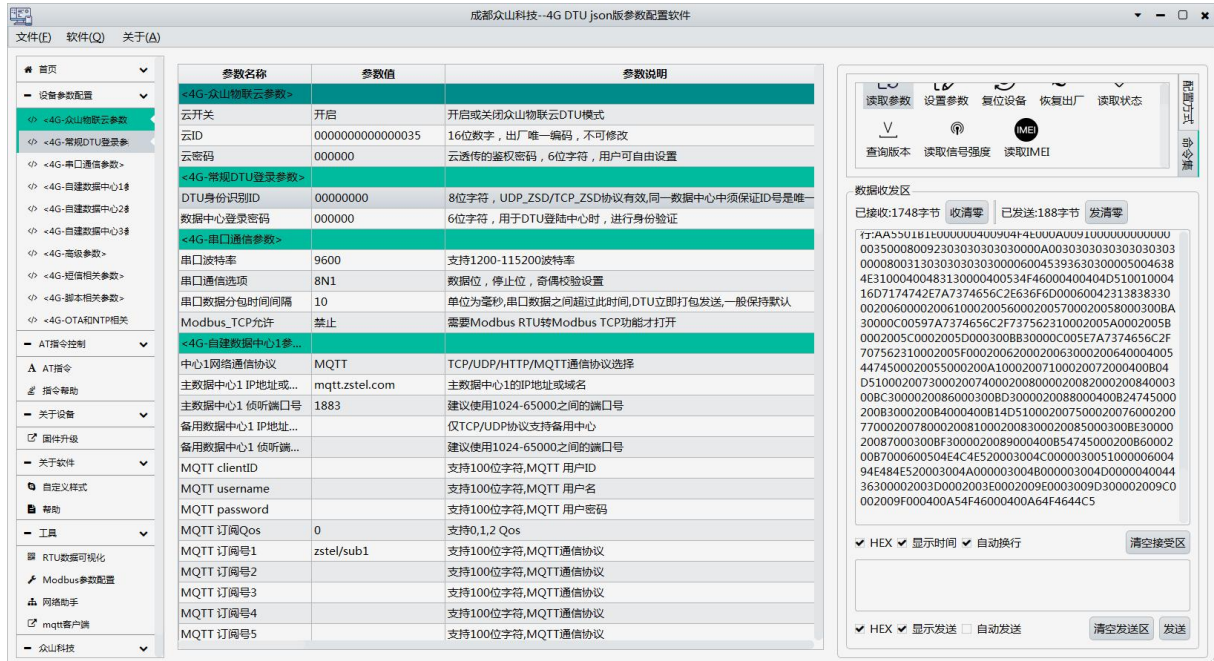 成都众山科技--4G DTU json版参数配置软件
文件(F) 软件(Q) 关于(A)
首页
设备参数配置
<4G-众山物联云参数
<4G-常规DTU登录参
<4G-串口通信参数>
<4G-自建数据中心1参
<4G-自建数据中心2参
<4G-自建数据中心3参
<4G-高级参数>
<4G-短信相关参数>
<4G-脚本相关参数>
<4G-OTA和NTP相关
AT指令控制
AT指令
指令帮助
关于设备
固件升级
关于软件
自定义样式
帮助
工具
RTU数据可视化
Modbus参数配置
网络助手
mqtt客户端
众山科技
参数名称 参数值 参数说明
<4G-众山物联云参数>
云开关 开启 开启或关闭众山物联云DTU模式
云ID 0000000000000035 16位数字，出厂唯一编码，不可修改
云密码 000000 云透传的鉴权密码，6位字符，用户可自由设置
<4G-常规DTU登录参数>
DTU身份识别ID 00000000 8位字符，UDP_ZSD/TCP_ZSD协议有效,同一数据中心中须保证ID号是唯一
数据中心登录密码 000000 6位字符，用于DTU登陆中心时，进行身份验证
<4G-串口通信参数>
串口波特率 9600 支持1200-115200波特率
串口通信选项 8N1 数据位，停止位，奇偶校验设置
串口数据分包时间间隔 10 单位为毫秒,串口数据之间超过此时间,DTU立即打包发送,一般保持默认
Modbus_TCP允许 禁止 需要Modbus RTU转Modbus TCP功能才打开
<4G-自建数据中心1参...
中心1网络通信协议 MQTT TCP/UDP/HTTP/MQTT通信协议选择
主数据中心1 IP地址或... mqtt.zstel.com 主数据中心1的IP地址或域名
主数据中心1 侦听端口号 1883 建议使用1024-65000之间的端口号
备用数据中心1 IP地址... 仅TCP/UDP协议支持备用中心
备用数据中心1 侦听端... 建议使用1024-65000之间的端口号
MQTT clientID 支持100位字符,MQTT 用户ID
MQTT username 支持100位字符,MQTT 用户名
MQTT password 支持100位字符,MQTT 用户密码
MQTT 订阅Qos 0 支持0,1,2 Qos
MQTT 订阅号1 zstel/sub1 支持100位字符,MQTT通信协议
MQTT 订阅号2 支持100位字符,MQTT通信协议
MQTT 订阅号3 支持100位字符,MQTT通信协议
MQTT 订阅号4 支持100位字符,MQTT通信协议
MQTT 订阅号5 支持100位字符,MQTT通信协议
读取参数 设置参数 复位设备 恢复出厂 读取状态
IMEI
查询版本 读取信号强度 读取IMEI
配置方式
命令集
数据收发区
已接收:1748字节 收清零 已发送:188字节 发清零
003500080092303030303030000A00303030303030303003
0000800313030303030300006004539363030000500463 8
4E310004004831300004005 34F46000400404D510010004
16D7174742E7A7374656C2E636F6D00060042313838330
002006000020061000200560002005700020058000300BA
30000C00597A7374656C2F737562310002005A0002005B
0002005C0002005D000300BB30000C005E7A7374656C2F
707562310002005F000200620002006300020064000 4005
HEX 显示时间 自动换行 清空接受区
HEX 显示发送 自动发送 清空发送区 发送